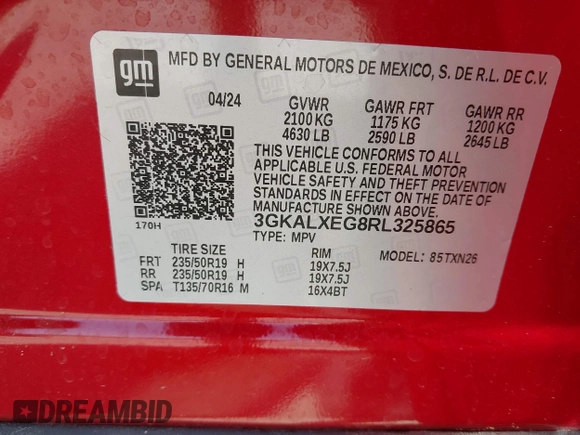 gm
MFD BY GENERAL MOTORS DE MEXICO, S. DE R.L. DE C.V.
04/24 GVWR GAWR FRT GAWR RR
2100 KG 1175 KG 1200 KG
4630 LB 2590 LB 2645 LB
THIS VEHICLE CONFORMS TO ALL
APPLICABLE U.S. FEDERAL MOTOR
VEHICLE SAFETY AND THEFT PREVENTION
STANDARDS IN EFFECT ON THE DATE OF
MANUFACTURE SHOWN ABOVE.
170H 3GKALXEG8RL325865
TYPE: MPV MODEL: 85TXN26
TIRE SIZE RIM
FRT 235/50R19 H 19X7.5J
RR 235/50R19 H 19X7.5J
SPA T135/70R16 M 16X4BT
DREAMBID